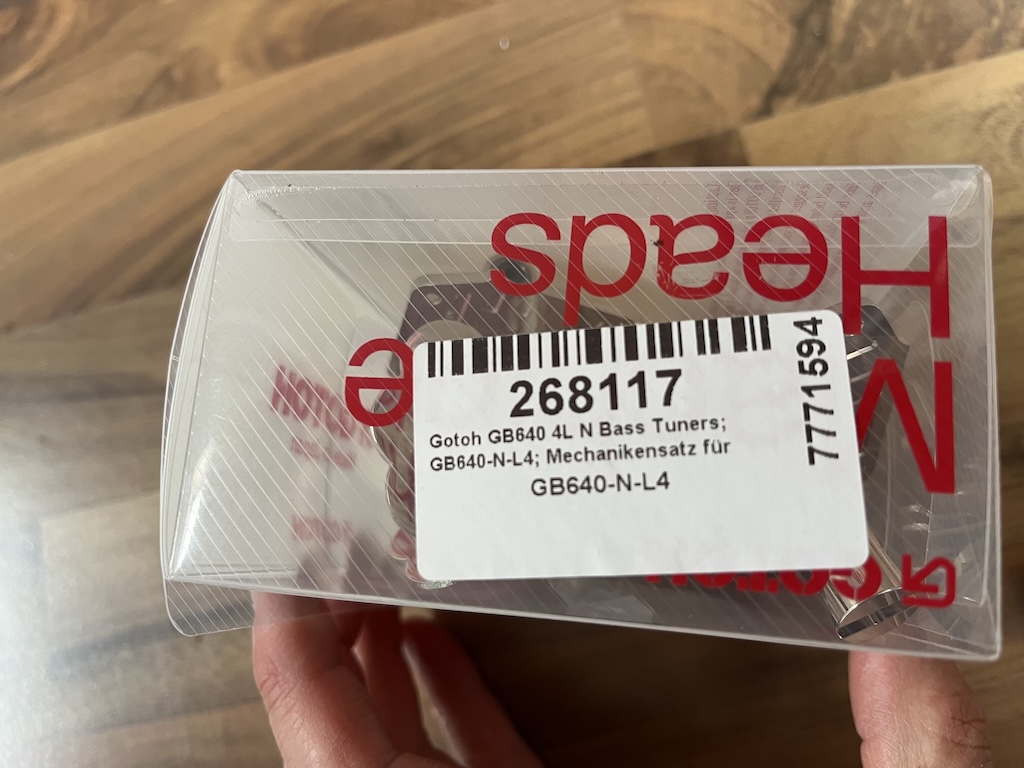 268117
Gotoh GB640 4L N Bass Tuners;
GB640-N-L4; Mechanikensatz für
GB640-N-L4
7771594
Heads
M
e